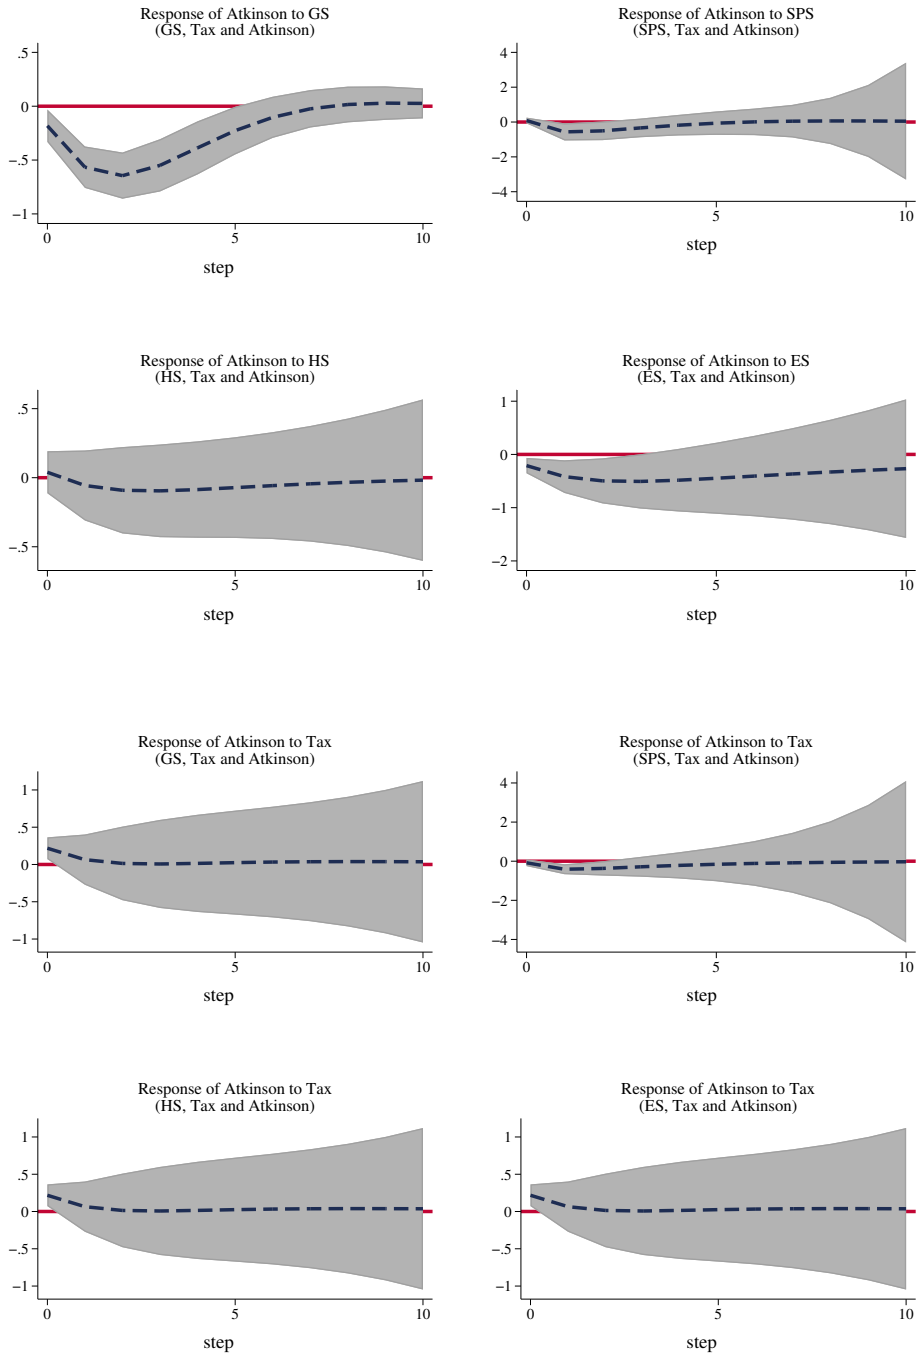 Response of Atkinson to GS
(GS, Tax and Atkinson)
.5
0
−.5
−1
0
5
10
step
Response of Atkinson to SPS
(SPS, Tax and Atkinson)
4
2
0
−2
−4
0
5
10
step
Response of Atkinson to HS
(HS, Tax and Atkinson)
.5
0
−.5
0
5
10
step
Response of Atkinson to ES
(ES, Tax and Atkinson)
1
0
−1
−2
0
5
10
step
Response of Atkinson to Tax
(GS, Tax and Atkinson)
1
.5
0
−.5
−1
0
5
10
step
Response of Atkinson to Tax
(SPS, Tax and Atkinson)
4
2
0
−2
−4
0
5
10
step
Response of Atkinson to Tax
(HS, Tax and Atkinson)
1
.5
0
−.5
−1
0
5
10
step
Response of Atkinson to Tax
(ES, Tax and Atkinson)
1
.5
0
−.5
−1
0
5
10
step